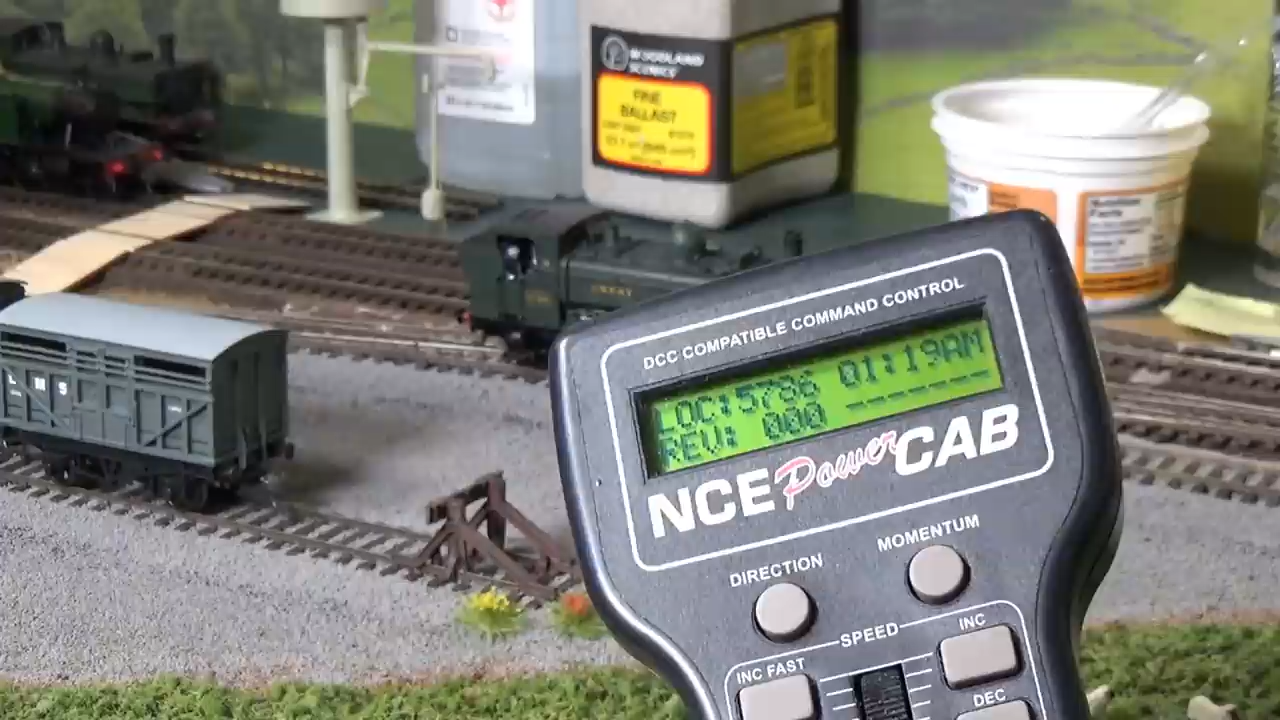 WOODLAND
SCENICS
FINE
BALLAST
L M S
DCC COMPATIBLE COMMAND CONTROL
LOC:5786 01:19AM
REV: 000 -------
NCE Power CAB
DIRECTION
MOMENTUM
SPEED
INC
INC FAST
DEC